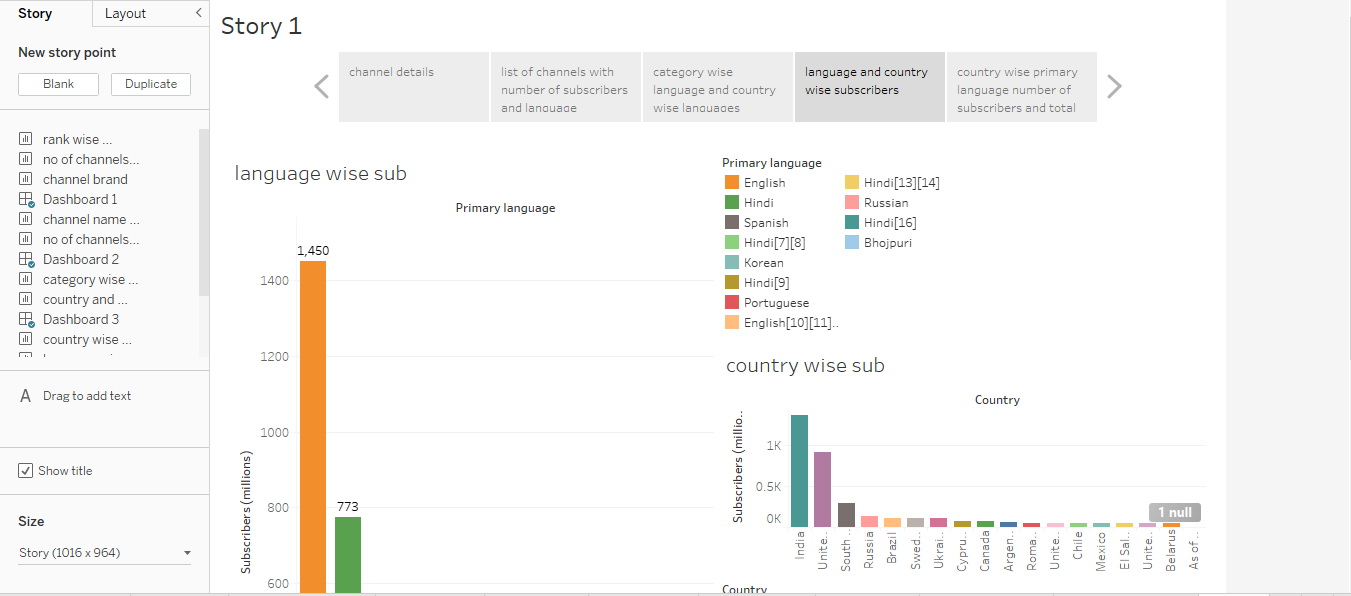 Story
Layout
New story point
Blank
Duplicate
rank wise ...
no of channels...
channel brand
Dashboard 1
channel name ...
no of channels...
Dashboard 2
category wise ...
country and ...
Dashboard 3
country wise ...
A Drag to add text
Show title
Size
Story (1016 x 964)
Story 1
channel details
list of channels with
number of subscribers
and language
category wise
language and country
wise languages
language and country
wise subscribers
country wise primary
language number of
subscribers and total
language wise sub
Primary language
1,450
773
1400
1200
1000
800
600
Subscribers (millions)
Primary language
English
Hindi
Spanish
Hindi[7][8]
Korean
Hindi[9]
Portuguese
English[10][11]..
Hindi[13][14]
Russian
Hindi[16]
Bhojpuri
country wise sub
Country
Subscribers (millio..
1K
0.5K
0K
1 null
India
Unite..
South ..
Russia
Brazil
Swed..
Ukrai..
Cypru..
Canada
Argen..
Roma..
Unite..
Chile
Mexico
El Sal..
Unite..
Belarus
As of ..
Country